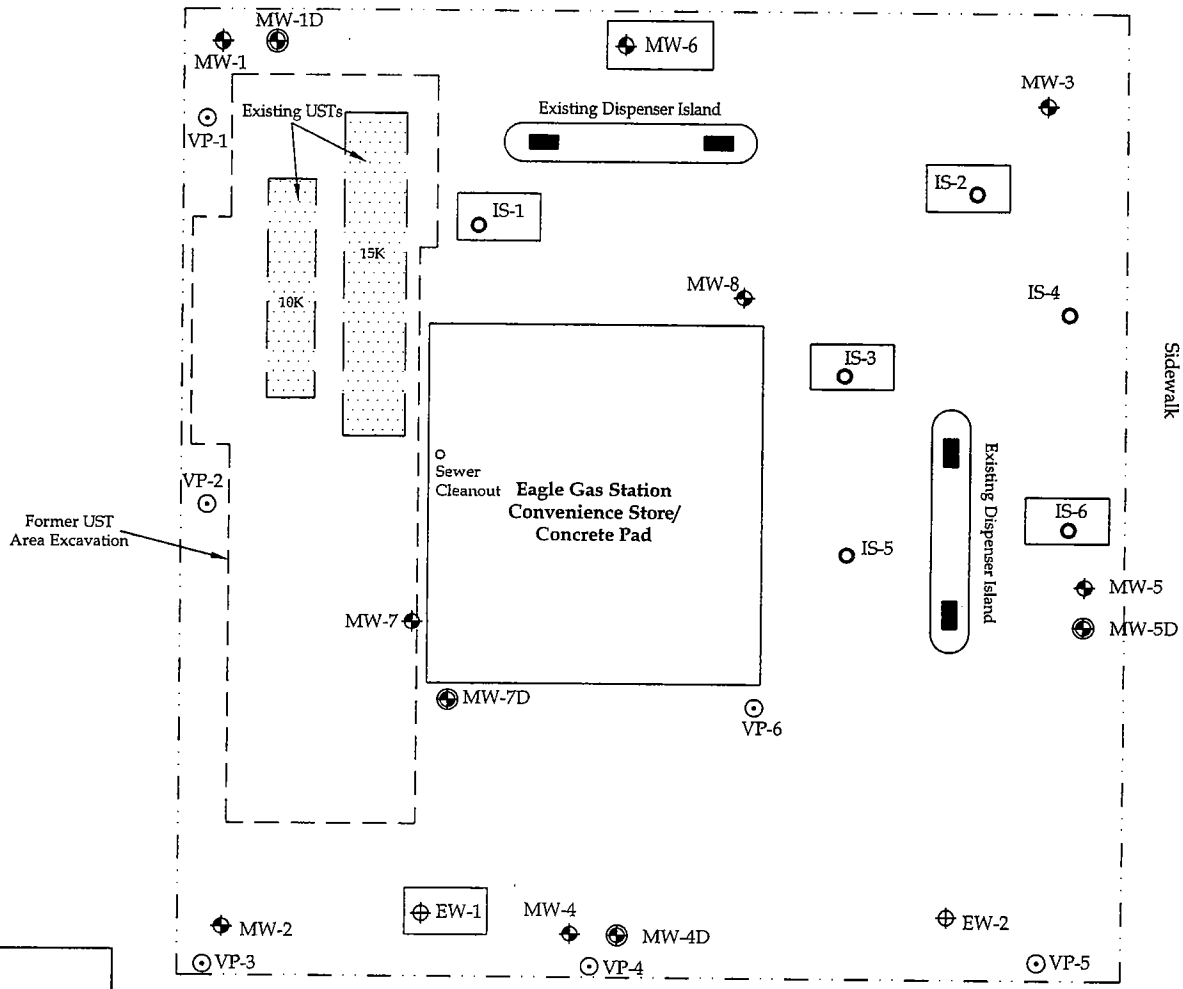 MW-1D
MW-1
MW-6
MW-3
Existing USTs
Existing Dispenser Island
VP-1
IS-2
IS-1
15K
MW-8
10K
IS-4
IS-3
Sidewalk
Sewer
Cleanout
Eagle Gas Station
Convenience Store/
Concrete Pad
VP-2
Existing Dispenser Island
IS-6
Former UST
Area Excavation
IS-5
MW-5
MW-7
MW-5D
MW-7D
VP-6
EW-1
MW-4
EW-2
MW-2
MW-4D
VP-3
VP-4
VP-5